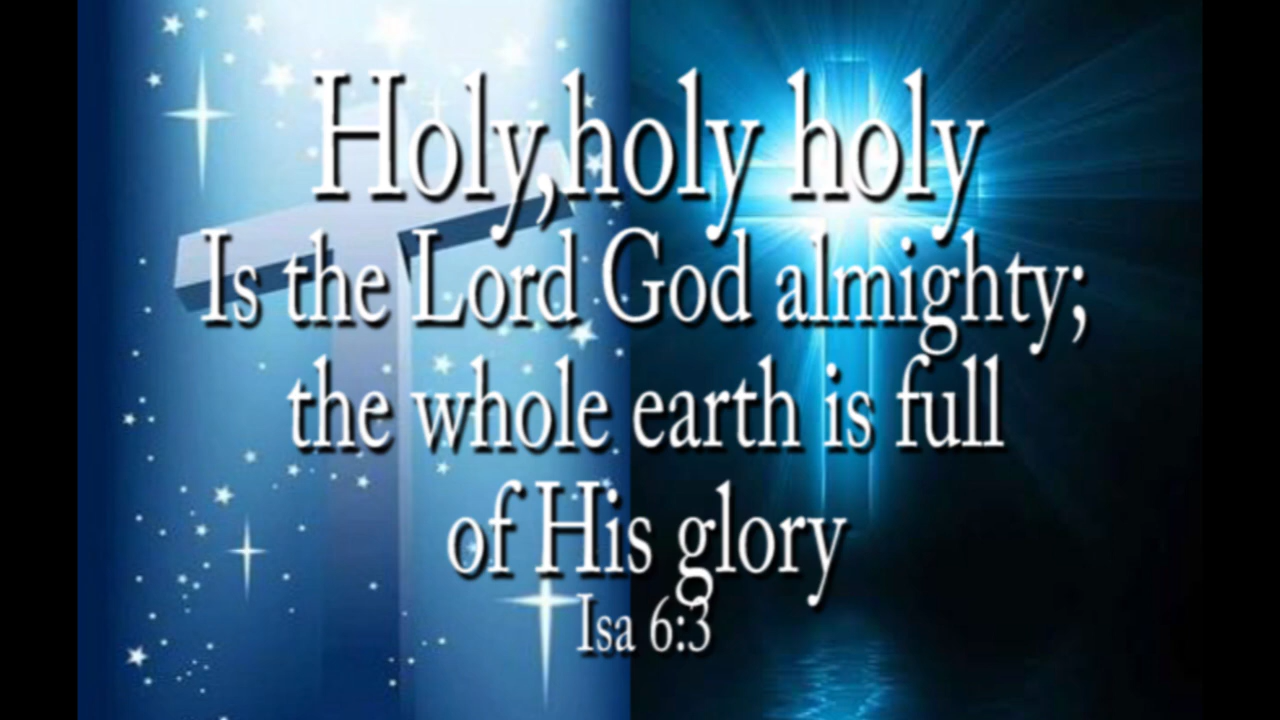 Holy,holy holy
Is the Lord God almighty;
the whole earth is full
of His glory
Isa 6:3